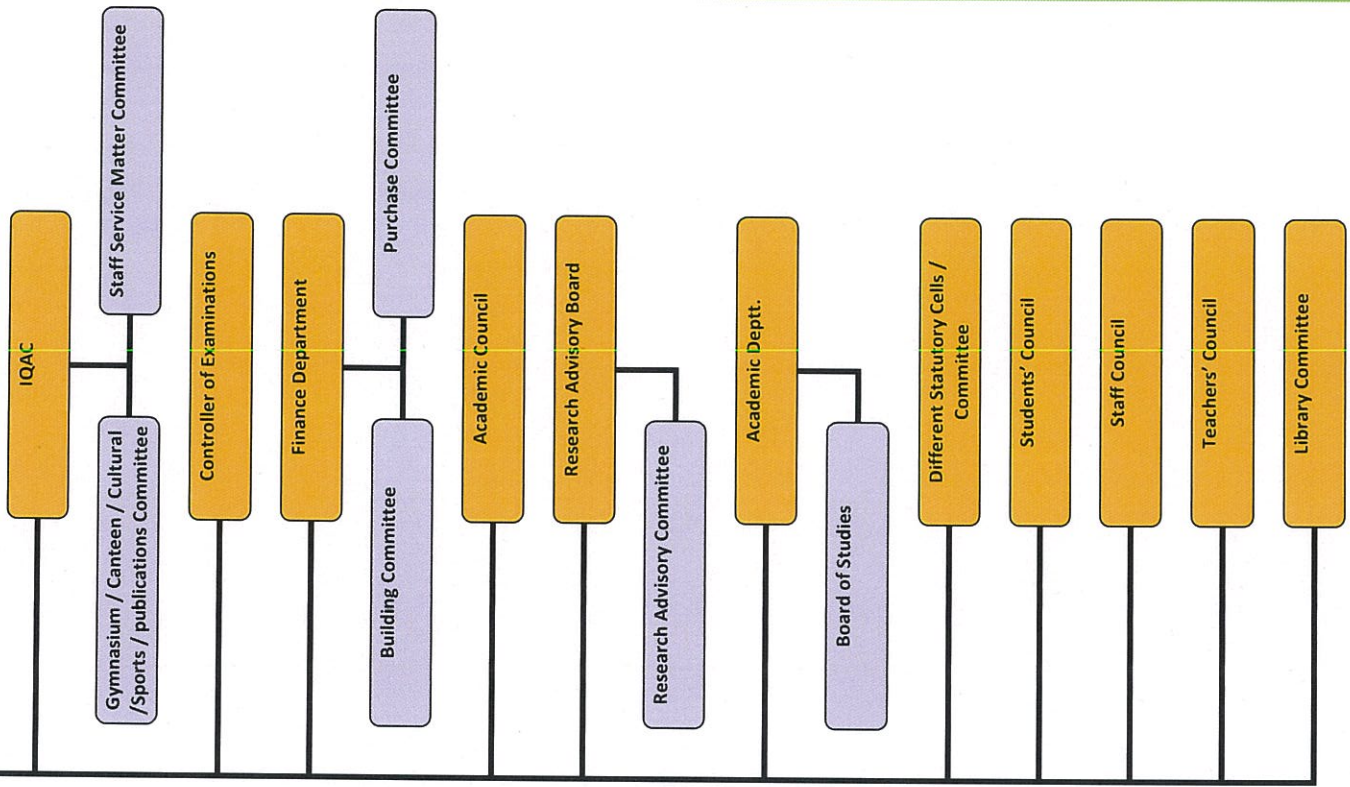 IQAC
Gymnasium / Canteen / Cultural
/Sports / publications Committee
Staff Service Matter Committee
Controller of Examinations
Finance Department
Building Committee
Purchase Committee
Academic Council
Research Advisory Board
Research Advisory Committee
Academic Deptt.
Board of Studies
Different Statutory Cells /
Committee
Students’ Council
Staff Council
Teachers’ Council
Library Committee